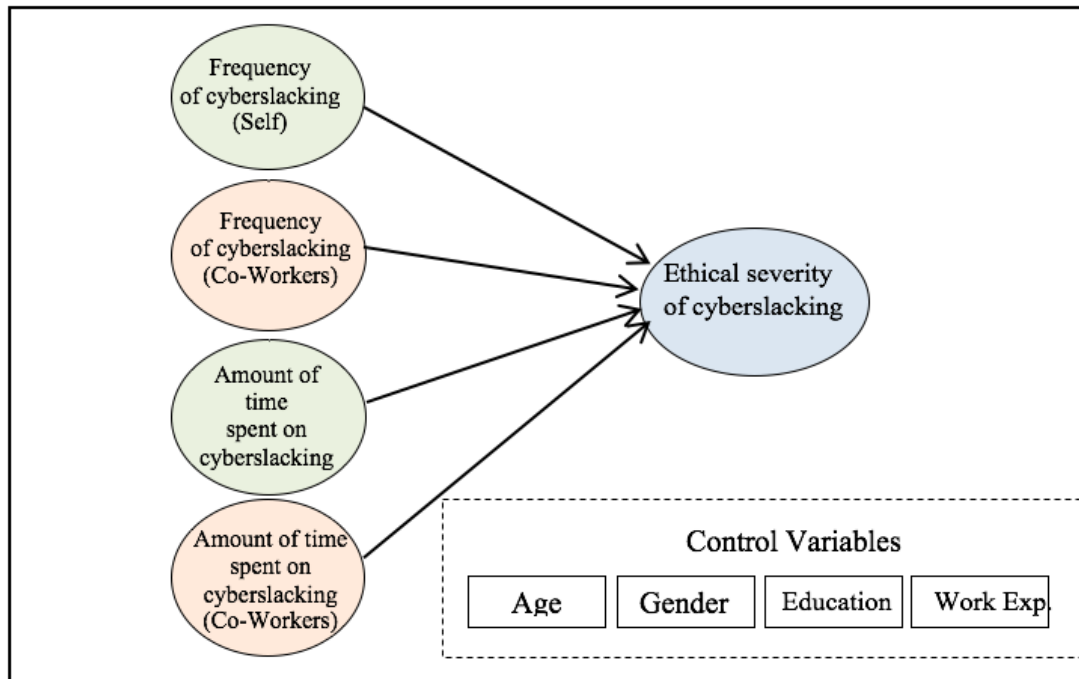 Frequency
of cyberslacking
(Self)
Frequency
of cyberslacking
(Co-Workers)
Amount of
time
spent on
cyberslacking
Amount of time
spent on
cyberslacking
(Co-Workers)
Ethical severity
of cyberslacking
Control Variables
Age
Gender
Education
Work Exp.